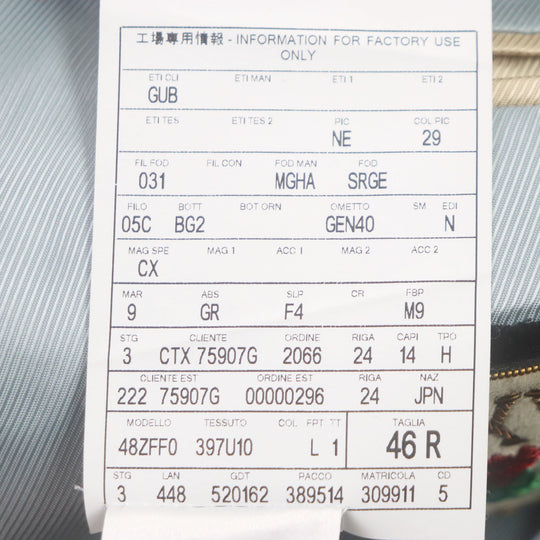 工場専用情報 - INFORMATION FOR FACTORY USE
ONLY
ETI CLI ETI MAN ETI 1 ETI 2
GUB
ETI TES ETI TES 2 PIC COL PIC
NE 29
FIL FOD FIL CON FOD MAN FOD
031 MGHA SRGE
FILO BOTT BOT ORN OMETTO SM EDI
05C BG2 GEN40 N
MAG SPE MAG 1 ACC 1 MAG 2 ACC 2
CX
MAR ABS SLP CR FBP
9 GR F4 M9
STG CLIENTE ORDINE RIGA CAPI TPO
3 CTX 75907G 2066 24 14 H
CLIENTE EST ORDINE EST RIGA NAZ
222 75907G 00000296 24 JPN
MODELLO TESSUTO COL FPT TT TAGLIA
48ZFF0 397U10 L 1 46 R
STG LAN GDT PACCO MATRICOLA CD
3 448 520162 389514 309911 5